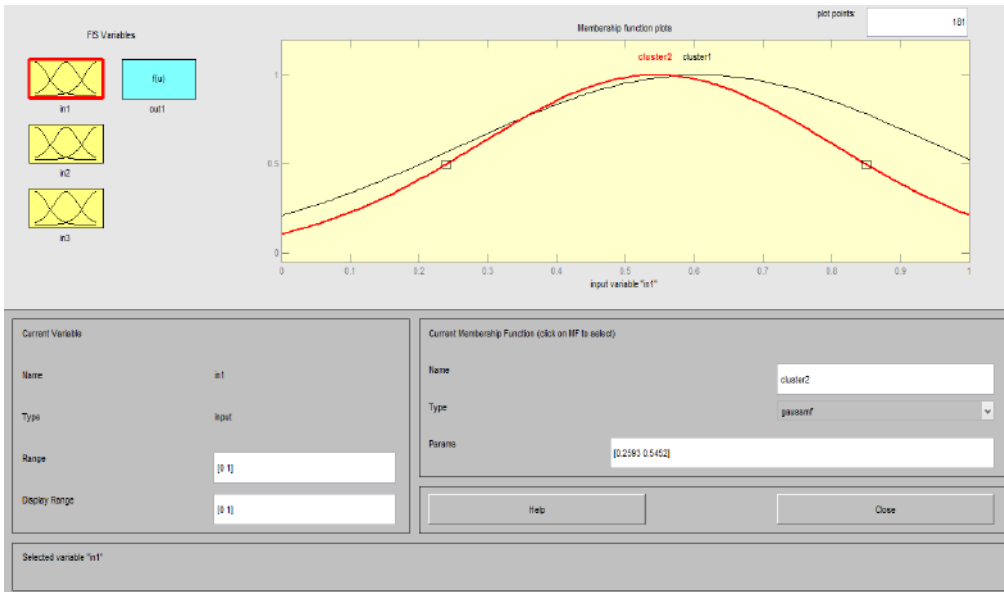 plot points:
181
FIS Variables
Membership function plots
f(u)
in1
out1
in2
in3
cluster2 cluster1
1
0.5
0
0 0.1 0.2 0.3 0.4 0.5 0.6 0.7 0.8 0.9 1
input variable "in1"
Current Variable
Name in1
Type input
Range [0 1]
Display Range [0 1]
Current Membership Function (click on MF to select)
Name cluster2
Type gaussmf
Params [0.2593 0.5452]
Help Close
Selected variable "in1"